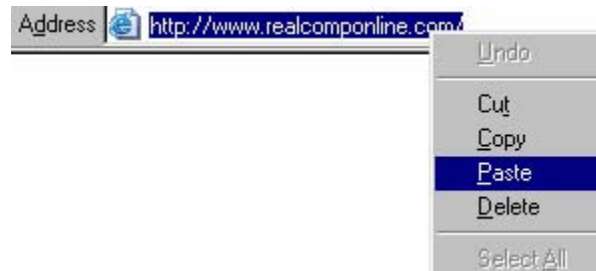 Address http://www.realcomponline.com/
Undo
Cut
Copy
Paste
Delete
Select All